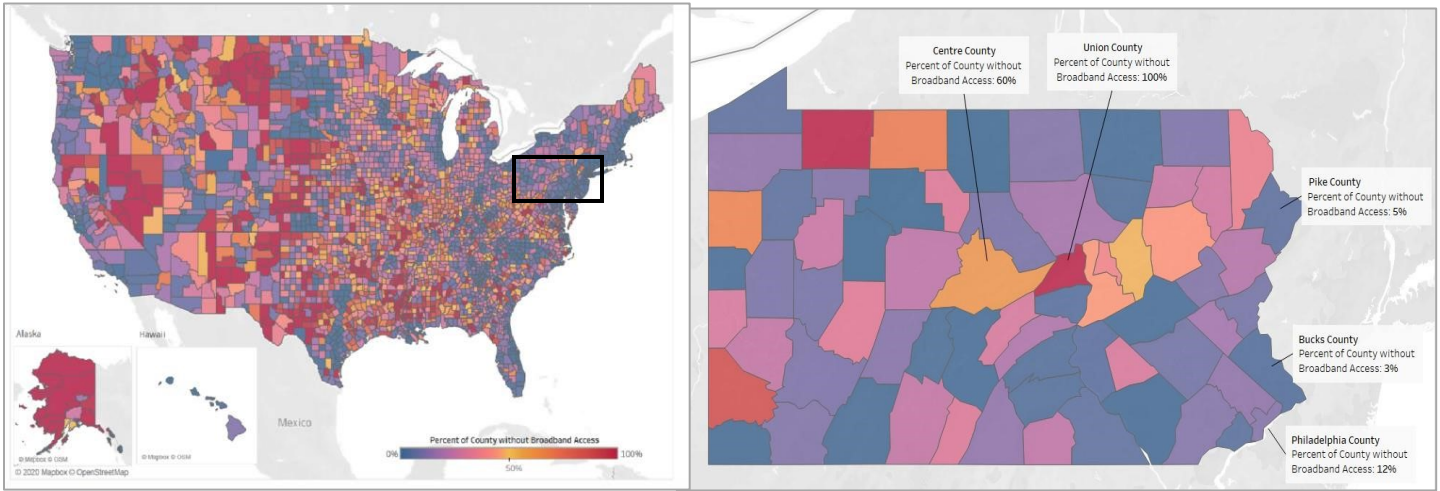 Alaska
Hawaii
Mexico
© Mapbox © OSM
© Mapbox © OSM
© 2020 Mapbox © OpenStreetMap
Percent of County without Broadband Access
0%
100%
50%
Centre County
Percent of County without
Broadband Access: 60%
Union County
Percent of County without
Broadband Access: 100%
Pike County
Percent of County without
Broadband Access: 5%
Bucks County
Percent of County without
Broadband Access: 3%
Philadelphia County
Percent of County without
Broadband Access: 12%